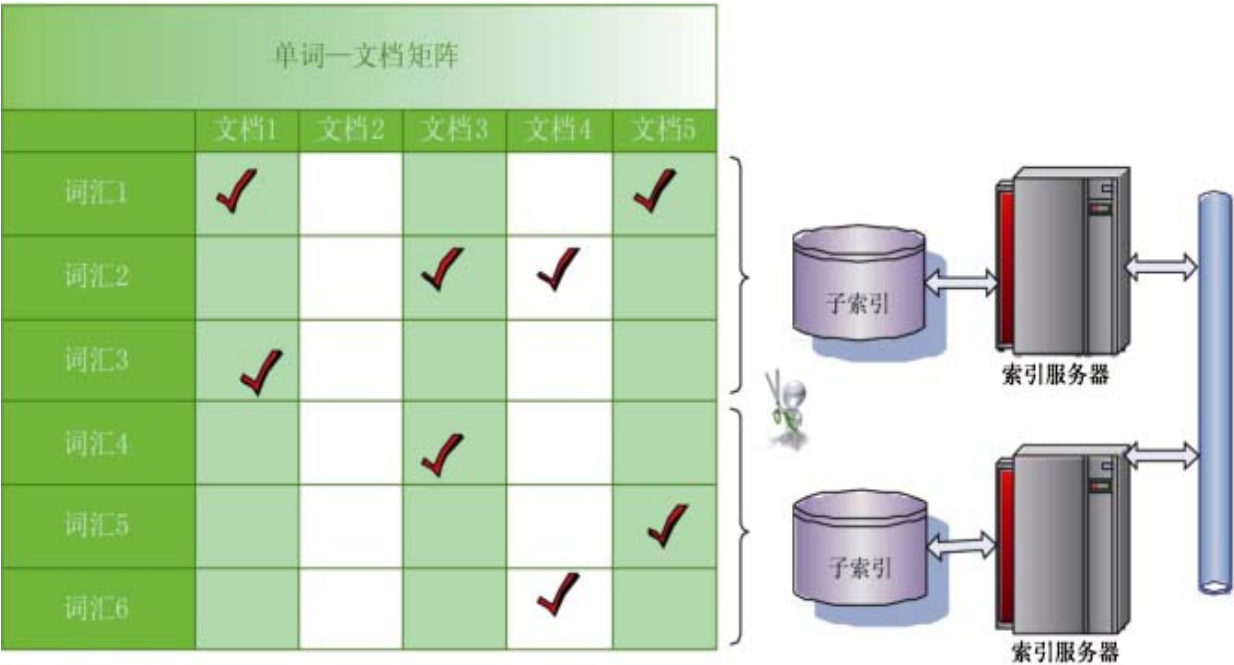 单词—文档矩阵
文档1 文档2 文档3 文档4 文档5
词汇1
词汇2
词汇3
词汇4
词汇5
词汇6
子索引
索引服务器
子索引
索引服务器